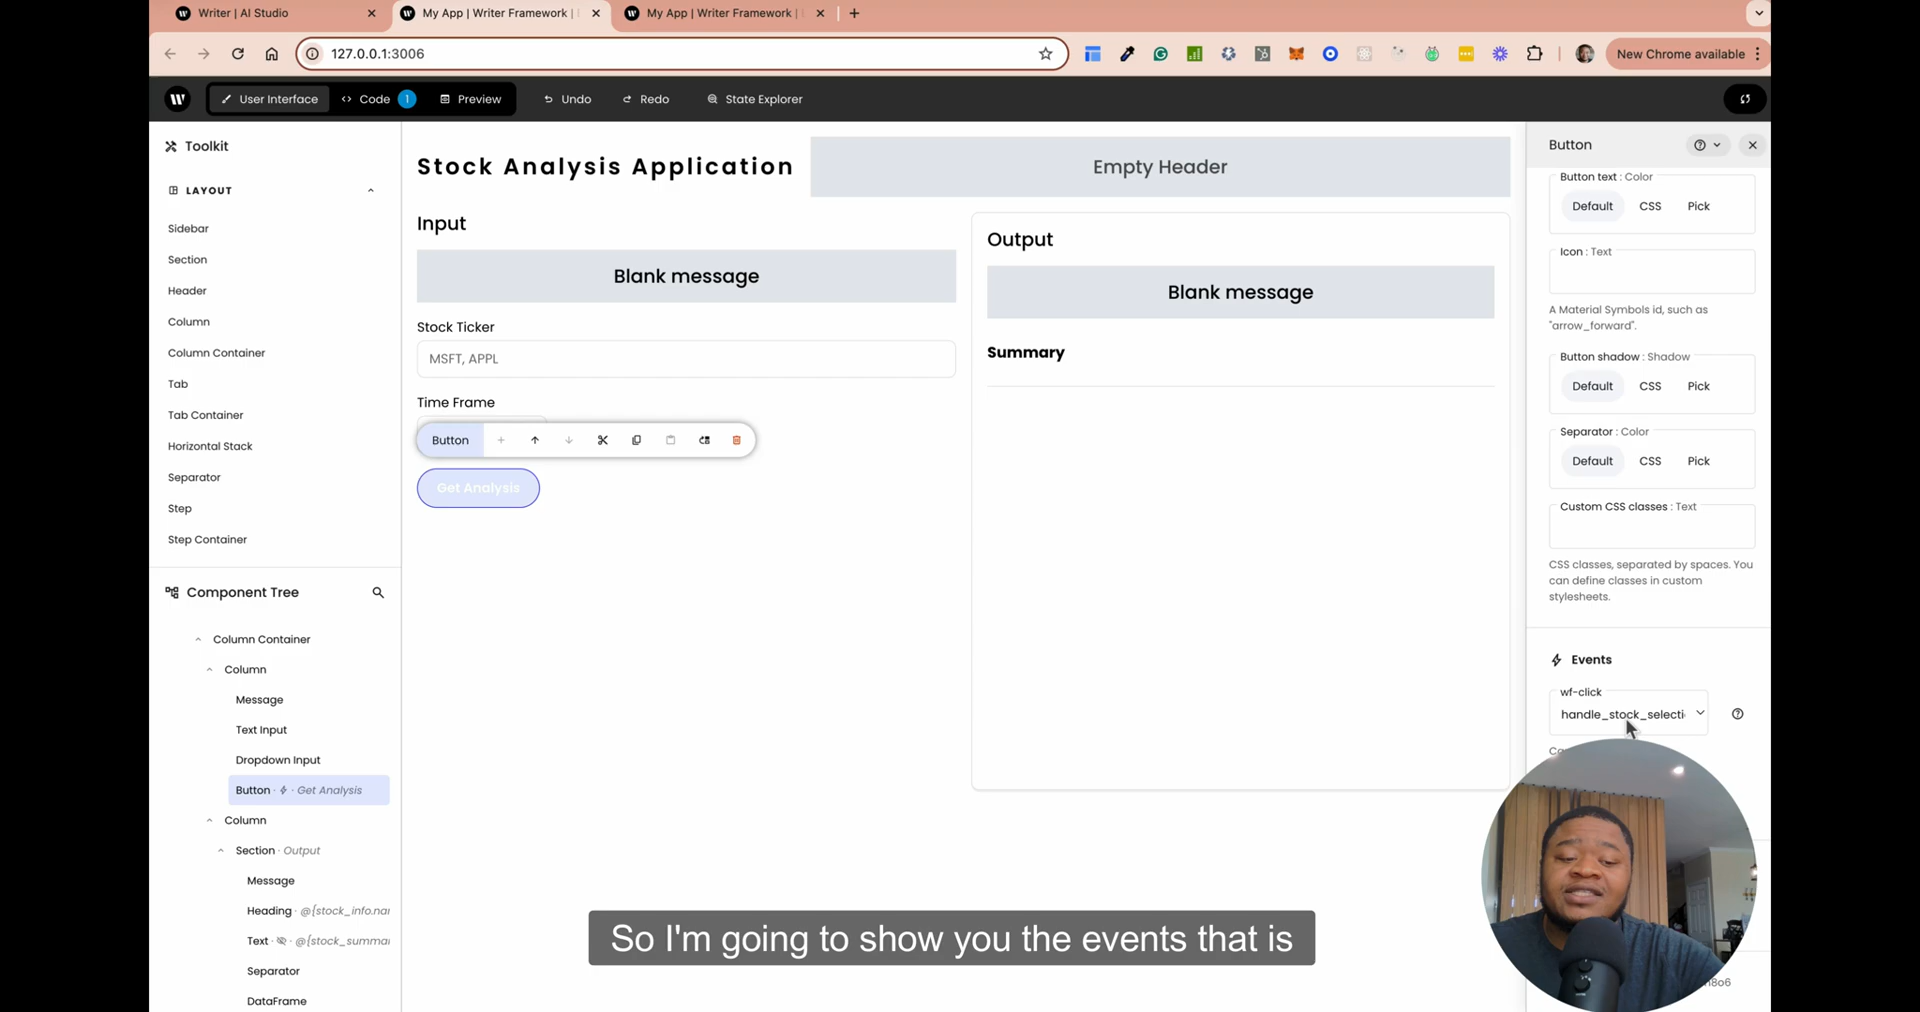 Writer | AI Studio
My App | Writer Framework |
My App | Writer Framework |
127.0.0.1:3006
New Chrome available
User Interface
Code
1
Preview
Undo
Redo
State Explorer
Toolkit
LAYOUT
Sidebar
Section
Header
Column
Column Container
Tab
Tab Container
Horizontal Stack
Separator
Step
Step Container
Component Tree
Column Container
Column
Message
Text Input
Dropdown Input
Button · Get Analysis
Column
Section · Output
Message
Heading · @{stock_info.nar
Text · @{stock_summar
Separator
DataFrame
Stock Analysis Application
Empty Header
Input
Blank message
Stock Ticker
MSFT, APPL
Time Frame
Button
Get Analysis
Output
Blank message
Summary
Button
Button text : Color
Default CSS Pick
Icon : Text
A Material Symbols id, such as
"arrow_forward".
Button shadow : Shadow
Default CSS Pick
Separator : Color
Default CSS Pick
Custom CSS classes : Text
CSS classes, separated by spaces. You
can define classes in custom
stylesheets.
Events
wf-click
handle_stock_selecti
So I'm going to show you the events that is